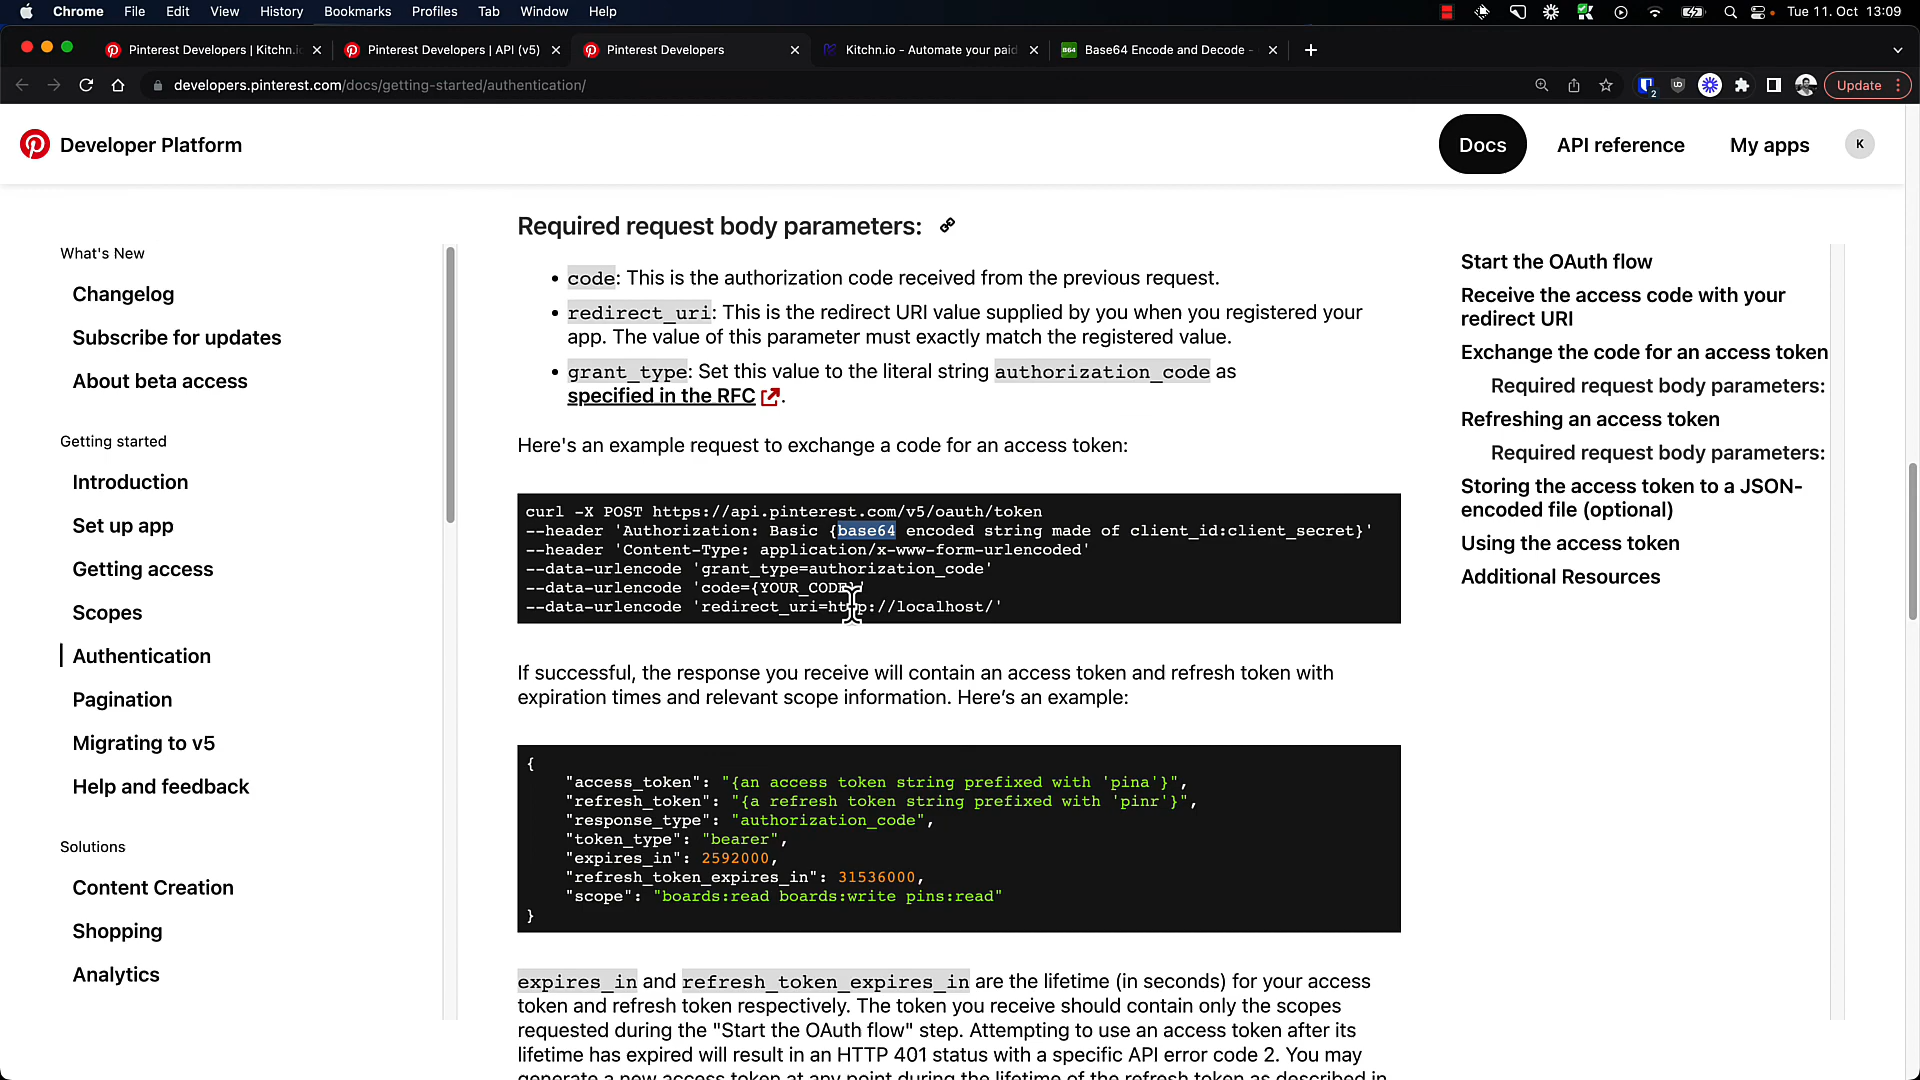 Chrome File Edit View History Bookmarks Profiles Tab Window Help Tue 11. Oct 13:09
Pinterest Developers | Kitchn.i Pinterest Developers | API (v5) Pinterest Developers Kitchn.io - Automate your paid Base64 Encode and Decode -
developers.pinterest.com/docs/getting-started/authentication/ 2 Update
Developer Platform Docs API reference My apps K
What's New
Changelog
Subscribe for updates
About beta access
Getting started
Introduction
Set up app
Getting access
Scopes
Authentication
Pagination
Migrating to v5
Help and feedback
Solutions
Content Creation
Shopping
Analytics
Required request body parameters:
• code: This is the authorization code received from the previous request.
• redirect_uri: This is the redirect URI value supplied by you when you registered your
app. The value of this parameter must exactly match the registered value.
• grant_type: Set this value to the literal string authorization_code as
specified in the RFC.
Here's an example request to exchange a code for an access token:
curl -X POST https://api.pinterest.com/v5/oauth/token
--header 'Authorization: Basic {base64 encoded string made of client_id:client_secret}'
--header 'Content-Type: application/x-www-form-urlencoded'
--data-urlencode 'grant_type=authorization_code'
--data-urlencode 'code={YOUR_CODE}'
--data-urlencode 'redirect_uri=http://localhost/'
If successful, the response you receive will contain an access token and refresh token with
expiration times and relevant scope information. Here’s an example:
{
"access_token": "{an access token string prefixed with 'pina'}",
"refresh_token": "{a refresh token string prefixed with 'pinr'}",
"response_type": "authorization_code",
"token_type": "bearer",
"expires_in": 2592000,
"refresh_token_expires_in": 31536000,
"scope": "boards:read boards:write pins:read"
}
expires_in and refresh_token_expires_in are the lifetime (in seconds) for your access
token and refresh token respectively. The token you receive should contain only the scopes
requested during the "Start the OAuth flow" step. Attempting to use an access token after its
lifetime has expired will result in an HTTP 401 status with a specific API error code 2. You may
generate a new access token at any point during the lifetime of the refresh token as described in
Start the OAuth flow
Receive the access code with your
redirect URI
Exchange the code for an access token
Required request body parameters:
Refreshing an access token
Required request body parameters:
Storing the access token to a JSON-
encoded file (optional)
Using the access token
Additional Resources